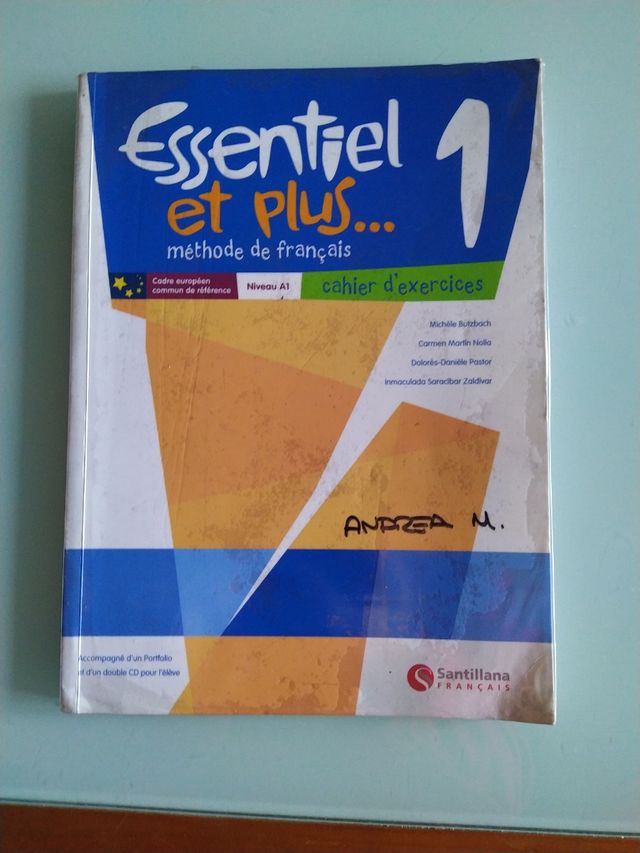 Essentiel 1
et plus...
méthode de français
Cadre européen
commun de référence
Niveau A1
cahier d'exercices
Michèle Butzbach
Carmen Martín Nolla
Dolorès-Danièle Pastor
Inmaculada Saracíbar Zaldívar
ANDREA M.
Accompagné d'un Portfolio
et d'un double CD pour l'élève
Santillana
FRANÇAIS